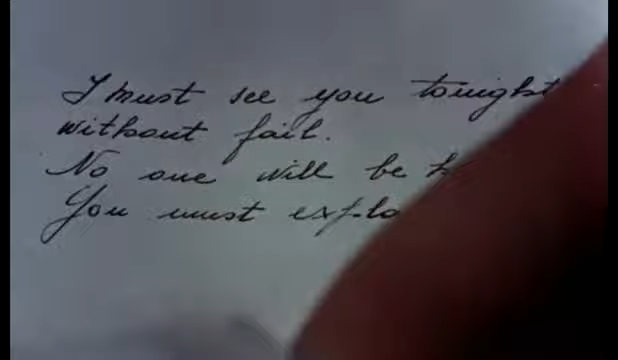 I must see you tonight
without fail.
No one will be
You must